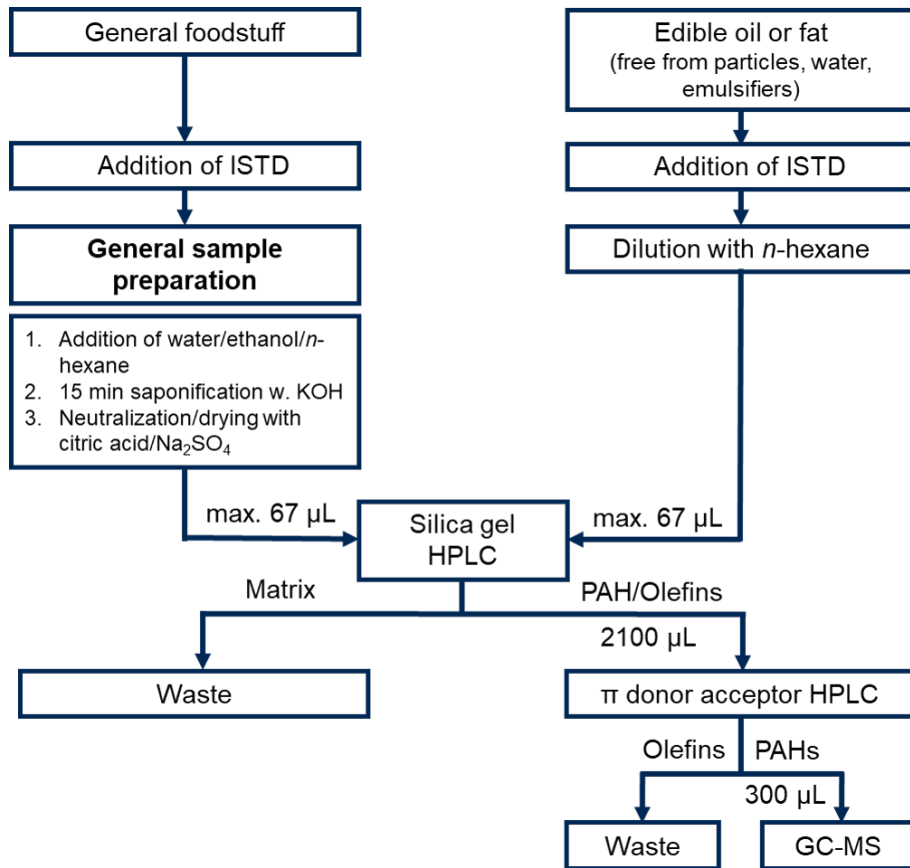 General foodstuff
Edible oil or fat
(free from particles, water,
emulsifiers)
Addition of ISTD
Addition of ISTD
General sample
preparation
Dilution with n-hexane
1. Addition of water/ethanol/n-
hexane
2. 15 min saponification w. KOH
3. Neutralization/drying with
citric acid/Na₂SO₄
max. 67 µL
Silica gel
HPLC
max. 67 µL
Matrix
PAH/Olefins
2100 µL
Waste
π donor acceptor HPLC
Olefins
PAHs
300 µL
Waste
GC-MS